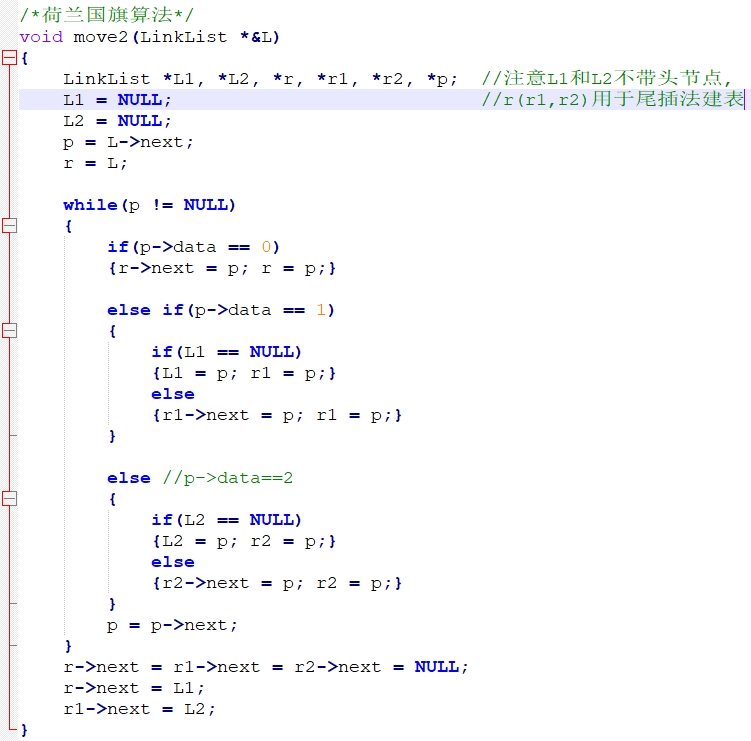 /*荷兰国旗算法*/
void move2(LinkList *&L)
{
    LinkList *L1, *L2, *r, *r1, *r2, *p;  //注意L1和L2不带头节点,
    L1 = NULL;                            //r(r1,r2)用于尾插法建表
    L2 = NULL;
    p = L->next;
    r = L;
    while(p != NULL)
    {
        if(p->data == 0)
        {r->next = p; r = p;}
        else if(p->data == 1)
        {
            if(L1 == NULL)
            {L1 = p; r1 = p;}
            else
            {r1->next = p; r1 = p;}
        }
        else //p->data==2
        {
            if(L2 == NULL)
            {L2 = p; r2 = p;}
            else
            {r2->next = p; r2 = p;}
        }
        p = p->next;
    }
    r->next = r1->next = r2->next = NULL;
    r->next = L1;
    r1->next = L2;
}